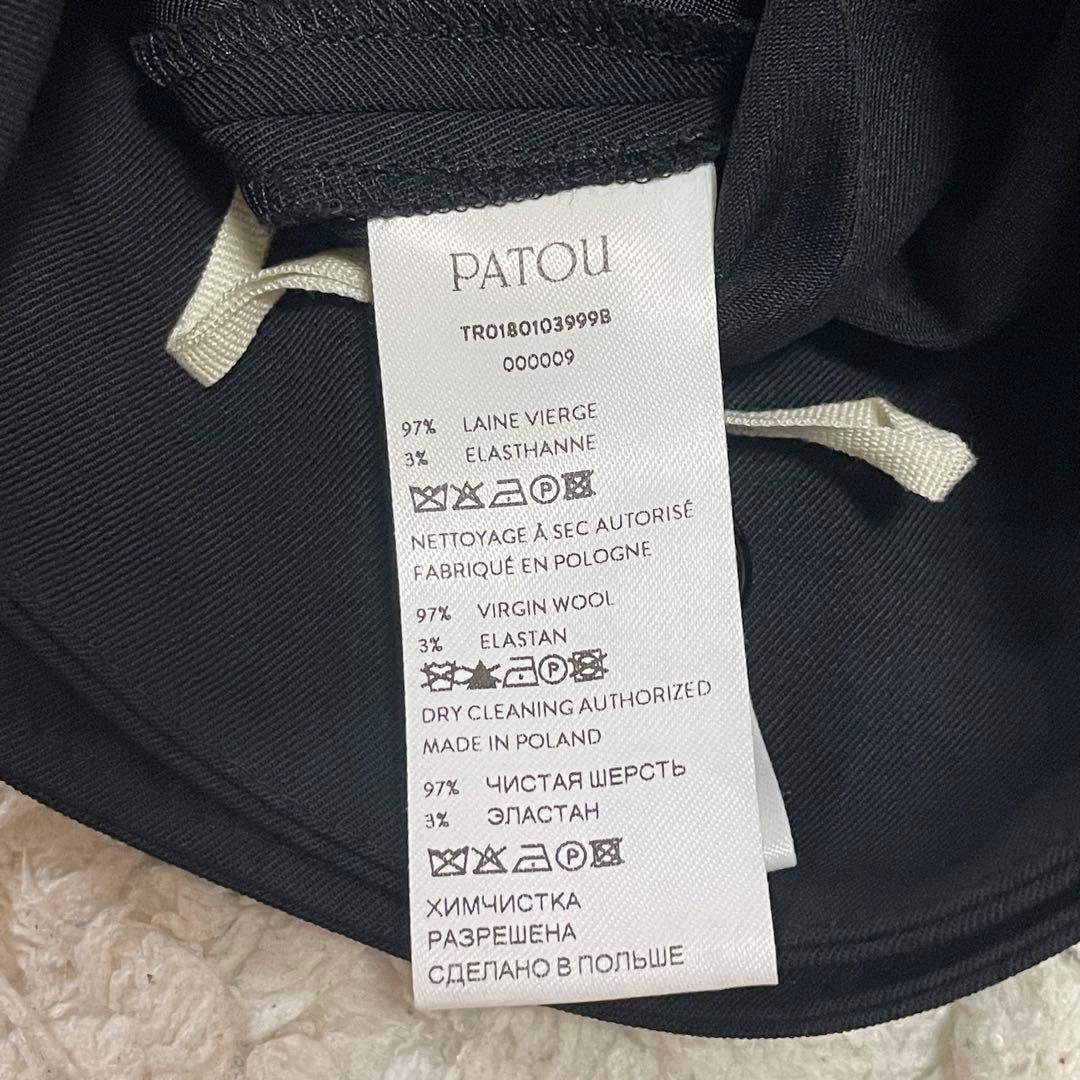 PATOU
TR0180103999B
000009
97% LAINE VIERGE
3% ELASTHANNE
P
NETTOYAGE À SEC AUTORISÉ
FABRIQUÉ EN POLOGNE
97% VIRGIN WOOL
3% ELASTAN
P
DRY CLEANING AUTHORIZED
MADE IN POLAND
97% ЧИСТАЯ ШЕРСТЬ
3% ЭЛАСТАН
P
ХИМЧИСТКА
РАЗРЕШЕНА
СДЕЛАНО В ПОЛЬШЕ